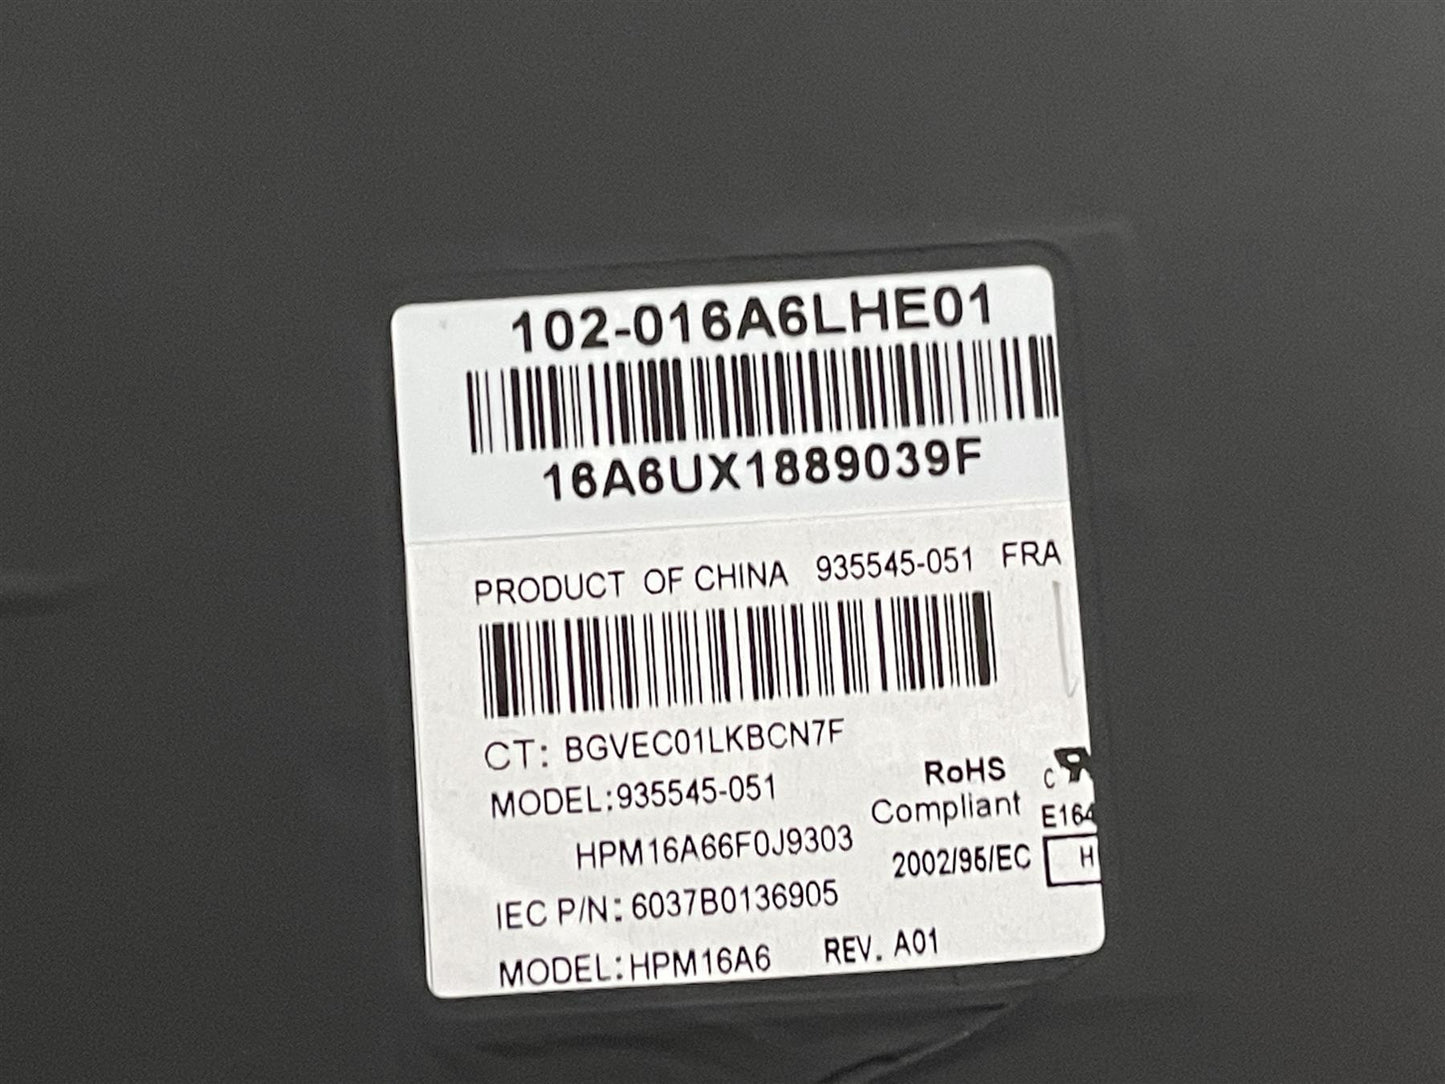 102-016A6LHE01
16A6UX1889039F
PRODUCT OF CHINA 935545-051 FRA
CT: BGVEC01LKBCN7F
MODEL:935545-051
RoHS
Compliant
2002/95/EC
c
E164
H
HPM16A66F0J9303
IEC P/N: 6037B0136905
MODEL:HPM16A6 REV. A01